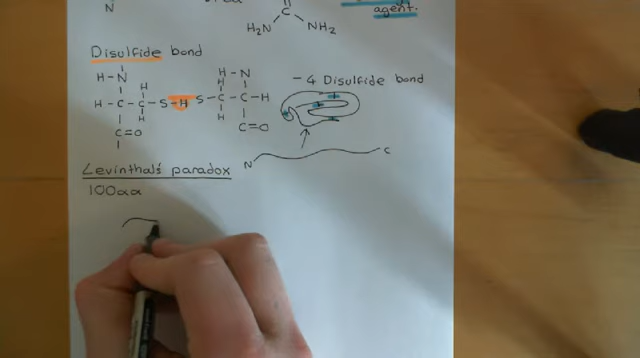 N
C
H₂N NH₂
agent.
Disulfide bond
H-N H-N - 4 Disulfide bond
H H
H-C-C-S-H S-C-C-H
H H
C=O C=O
N C
Levinthal's paradox
100aa